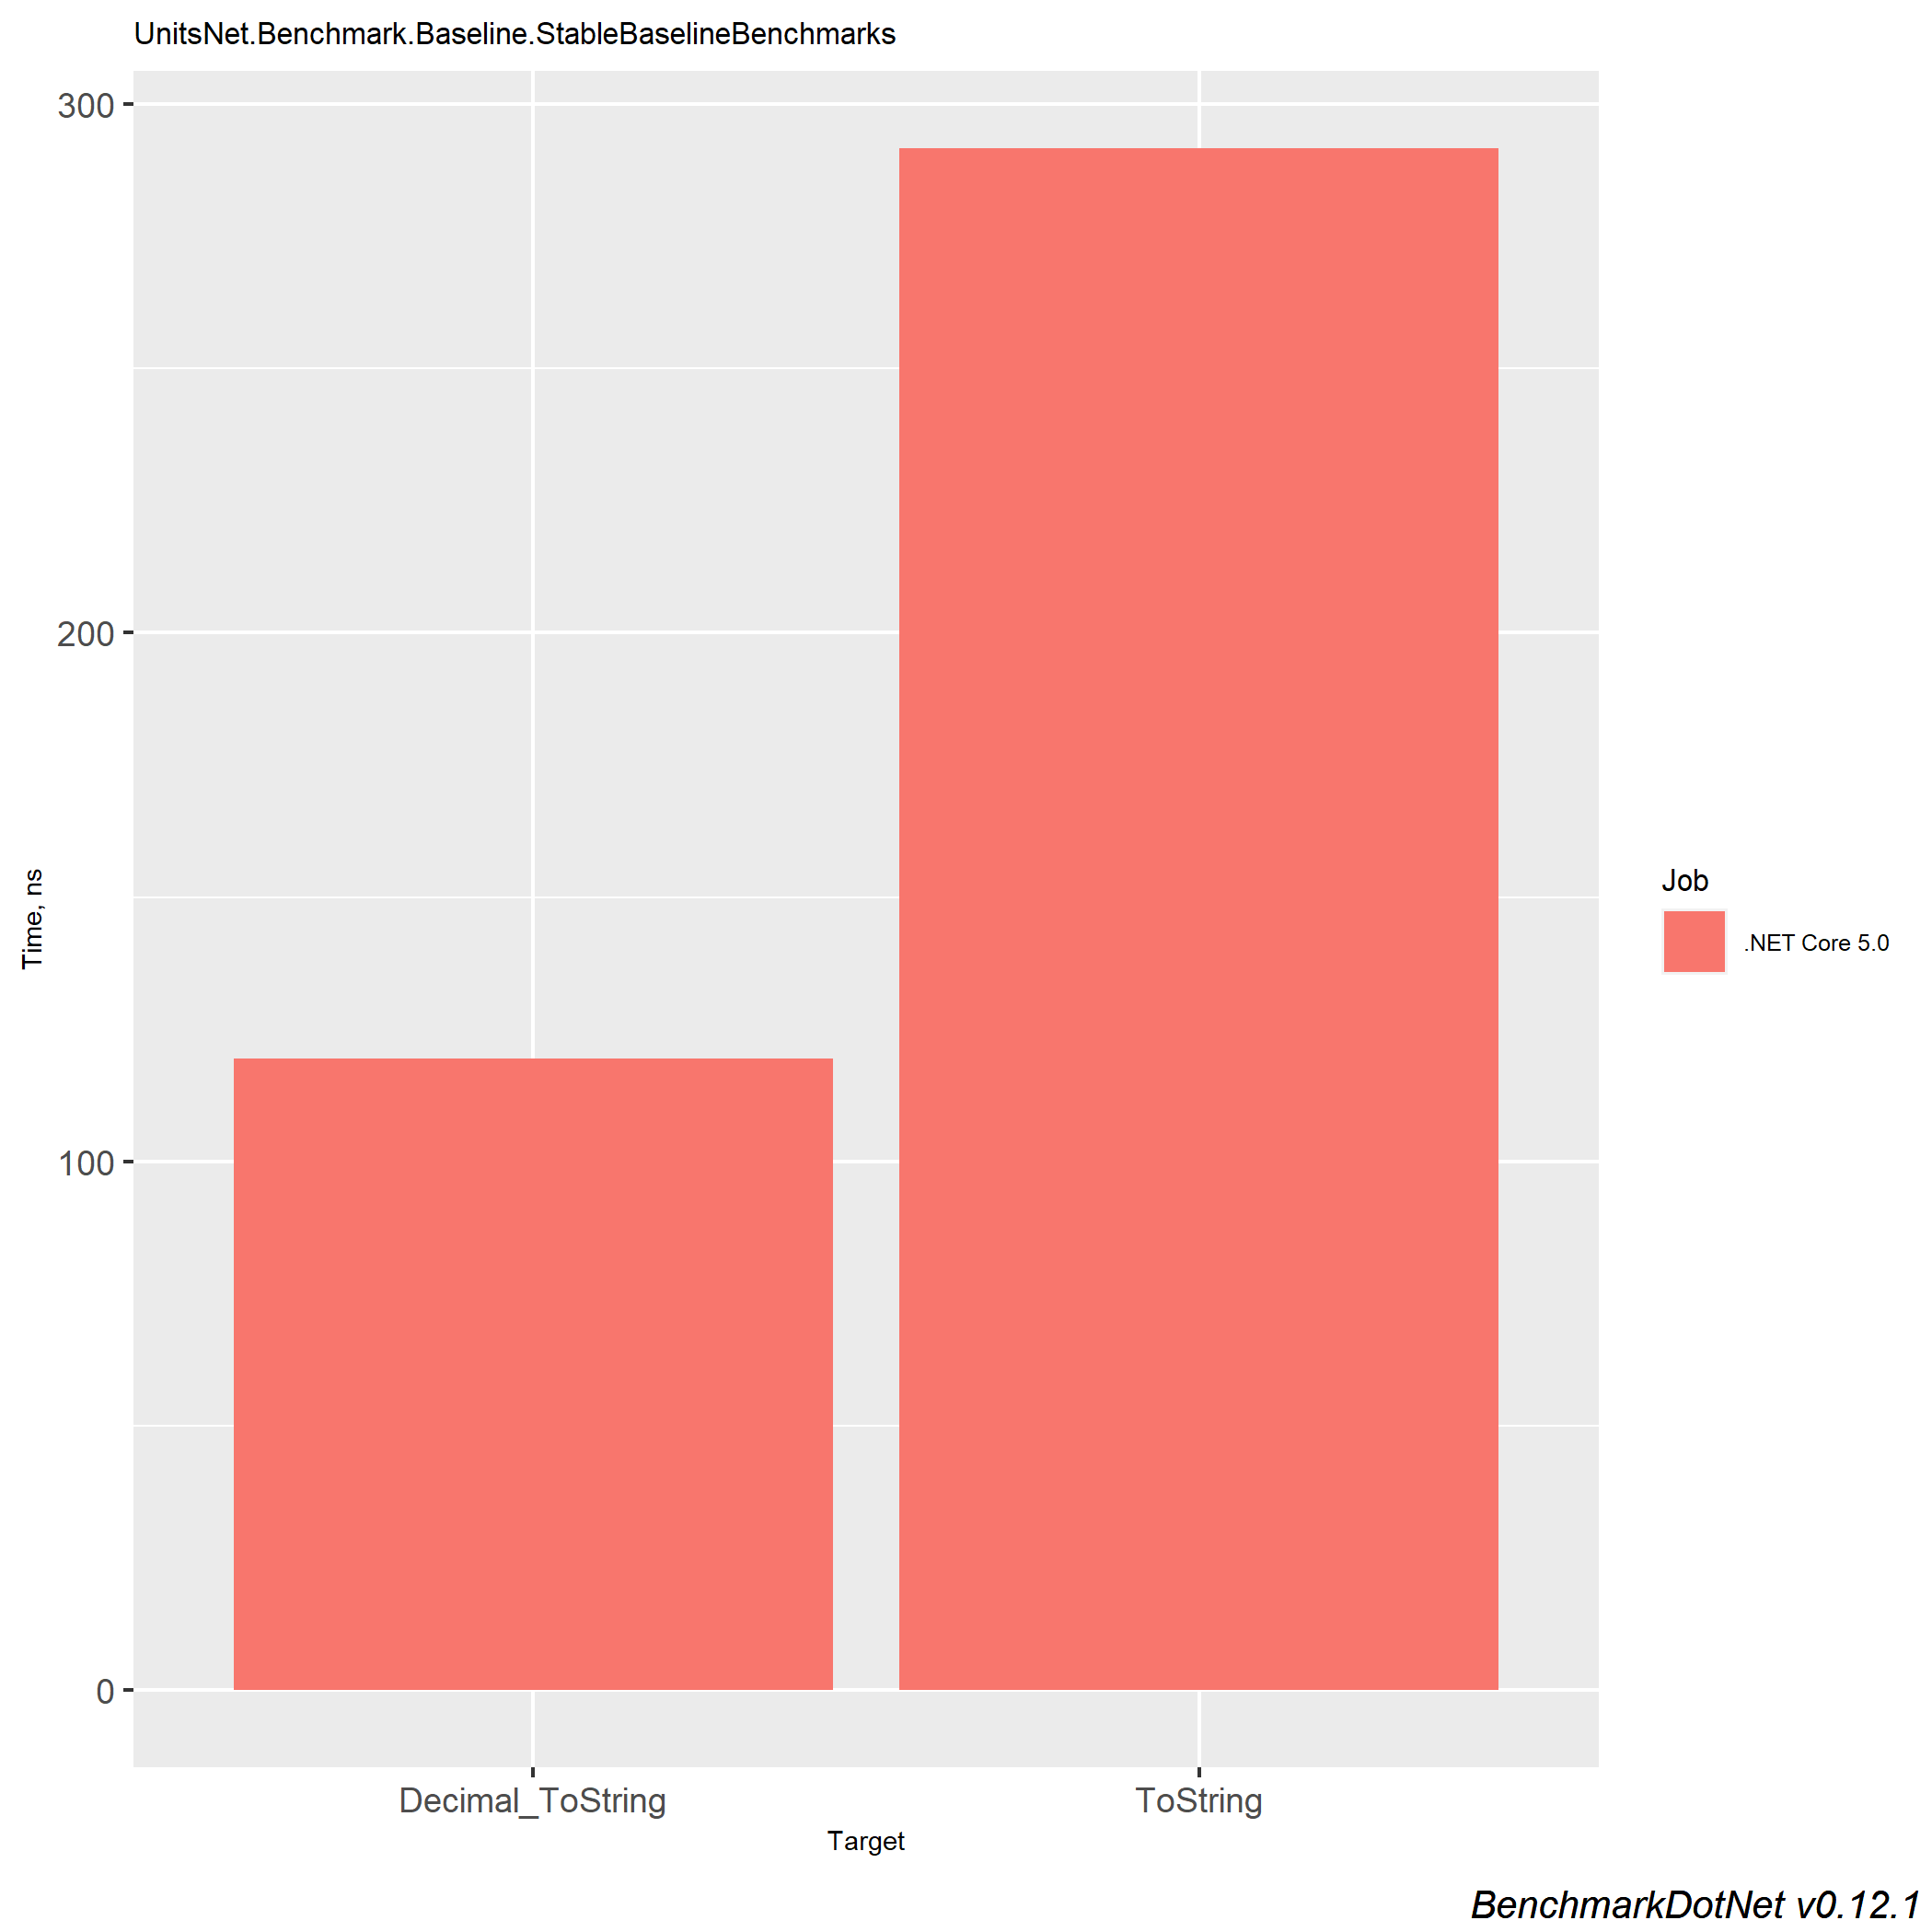 UnitsNet.Benchmark.Baseline.StableBaselineBenchmarks
300
200
100
0
Time, ns
Decimal_ToString
ToString
Target
Job
.NET Core 5.0
BenchmarkDotNet v0.12.1